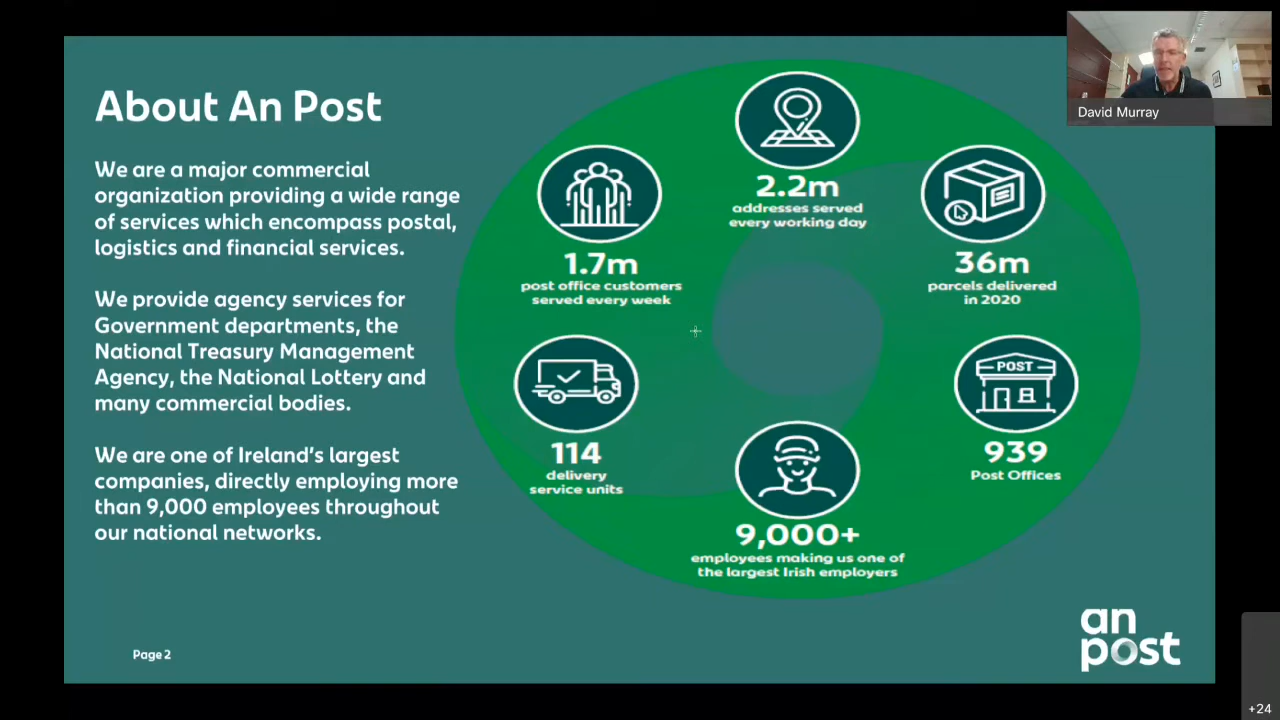 About An Post
We are a major commercial
organization providing a wide range
of services which encompass postal,
logistics and financial services.
We provide agency services for
Government departments, the
National Treasury Management
Agency, the National Lottery and
many commercial bodies.
We are one of Ireland's largest
companies, directly employing more
than 9,000 employees throughout
our national networks.
2.2m
addresses served
every working day
1.7m
post office customers
served every week
36m
parcels delivered
in 2020
114
delivery
service units
POST
939
Post Offices
9,000+
employees making us one of
the largest Irish employers
Page 2
an
post
David Murray
+24